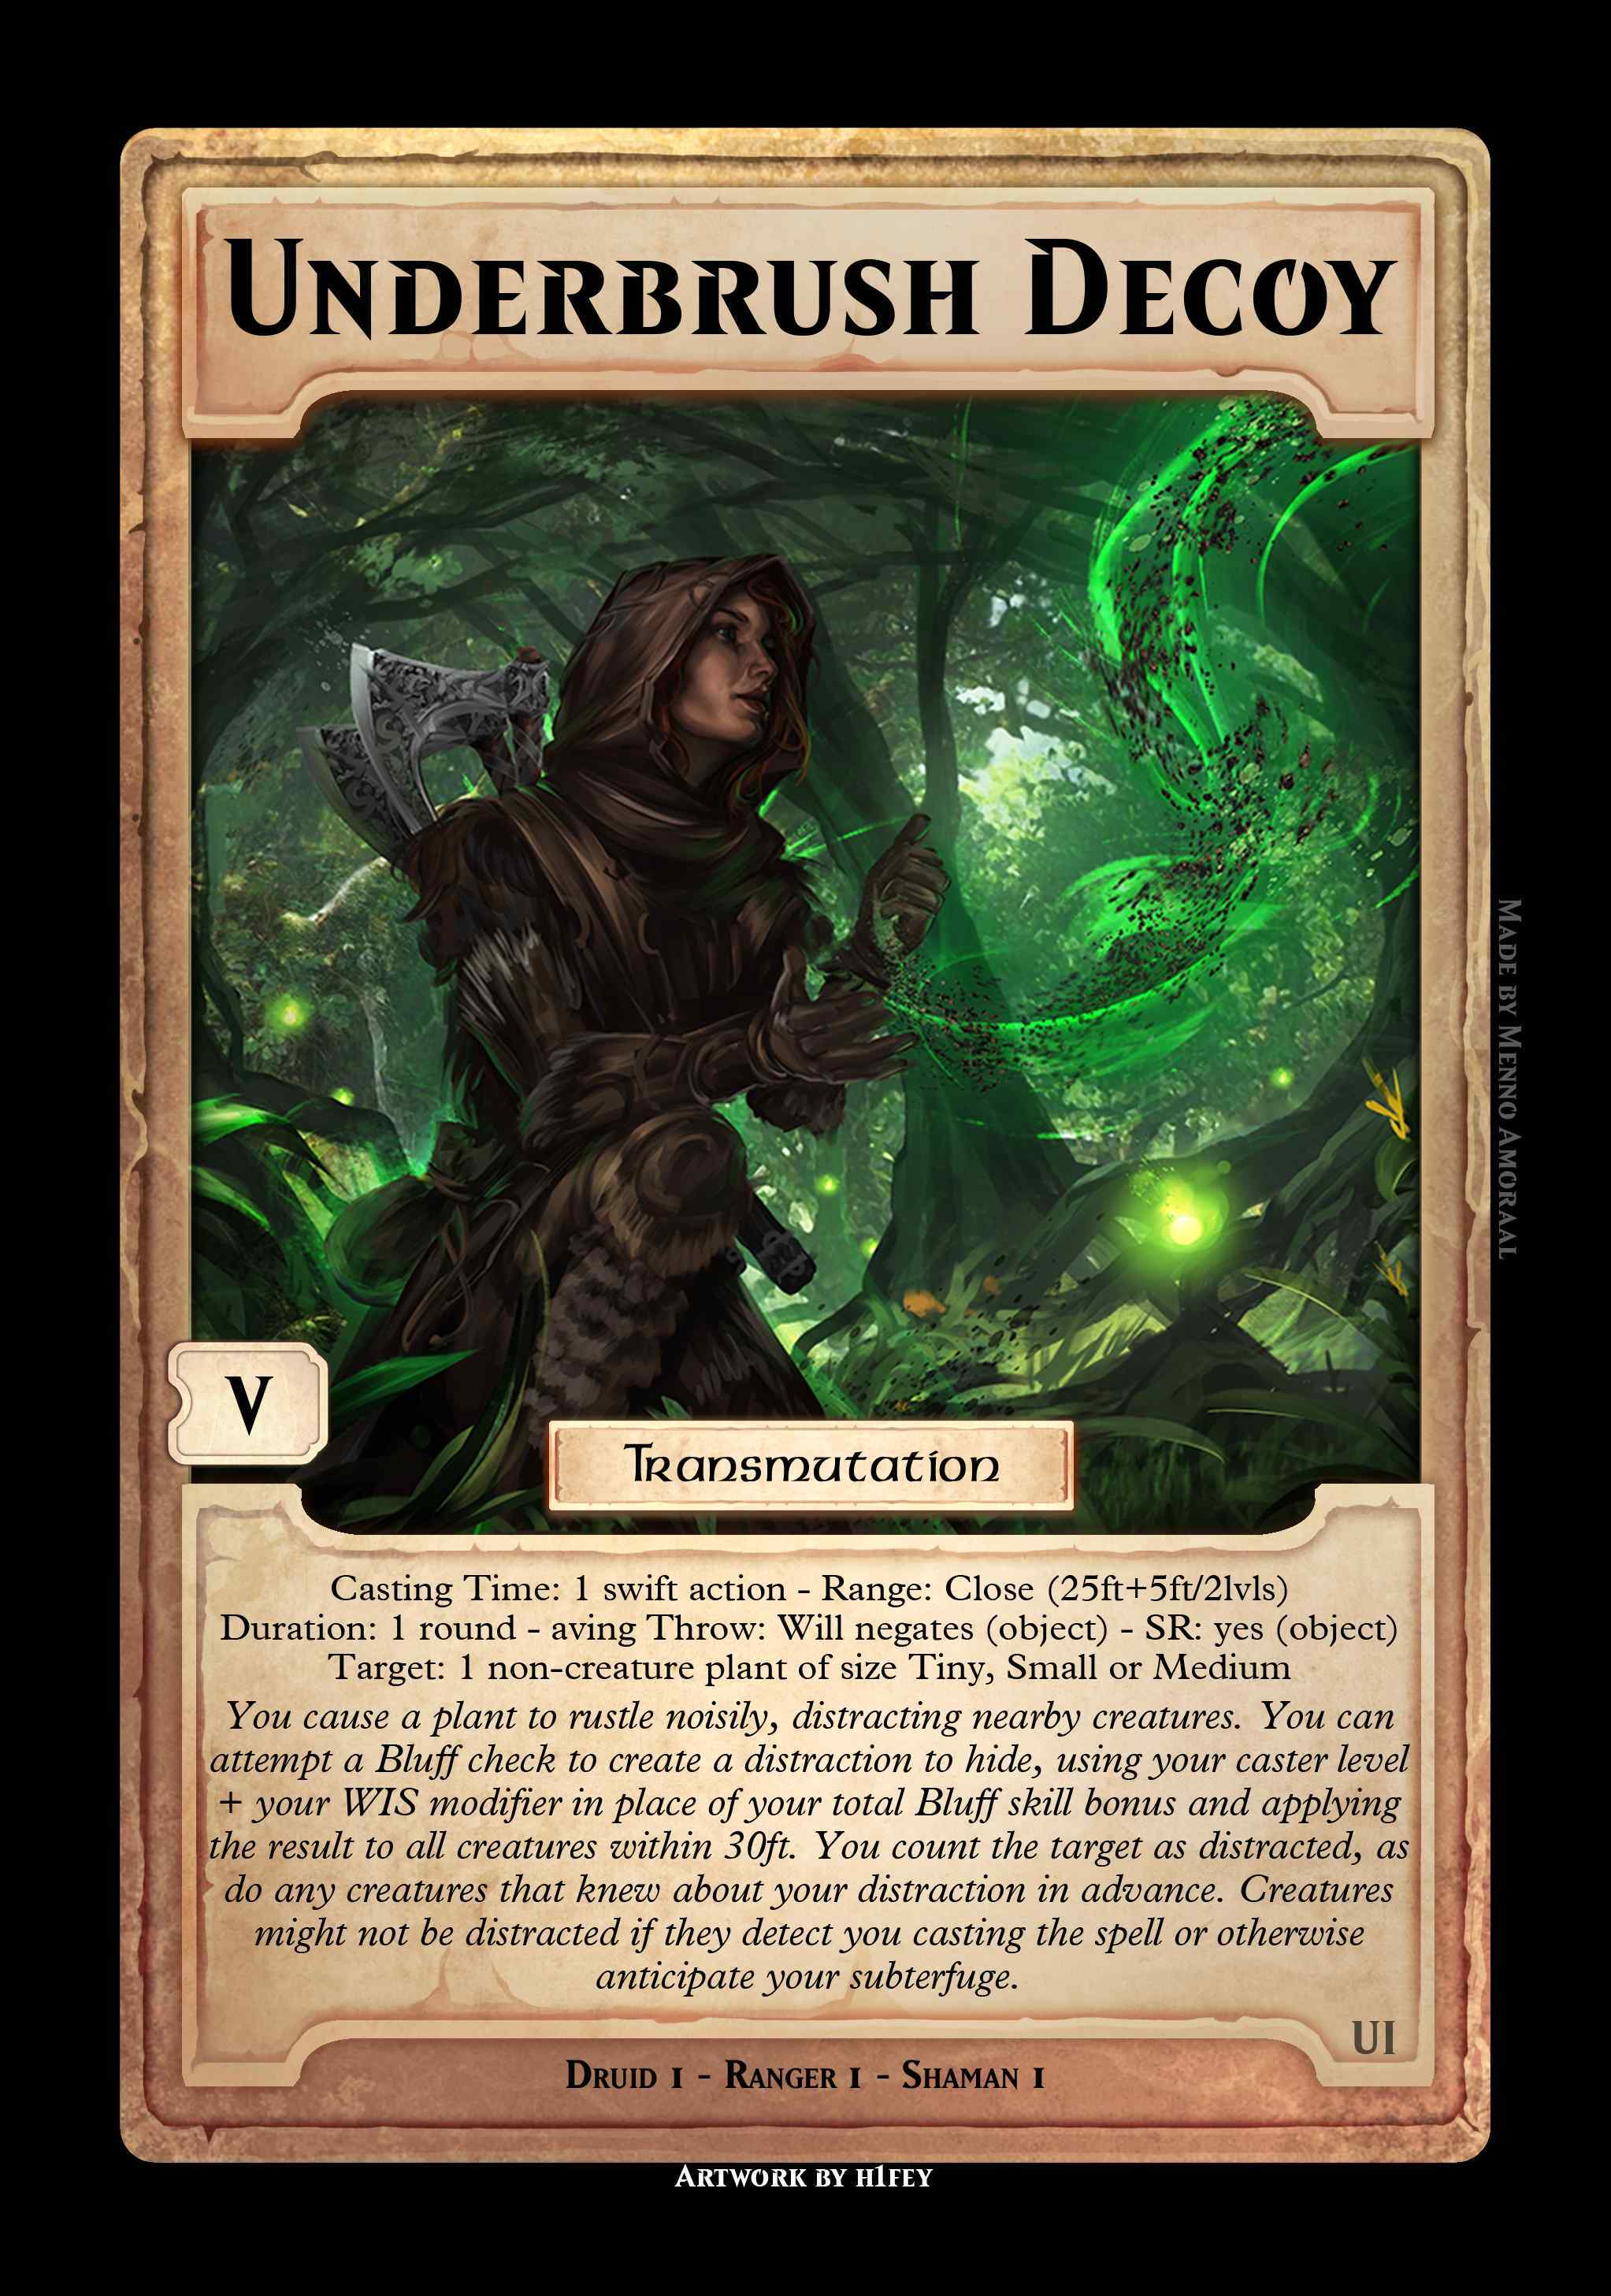 Underbrush Decoy
Made by Menno Amoraal
V
Transmutation
Casting Time: 1 swift action - Range: Close (25ft+5ft/2lvls)
Duration: 1 round - aving Throw: Will negates (object) - SR: yes (object)
Target: 1 non-creature plant of size Tiny, Small or Medium
You cause a plant to rustle noisily, distracting nearby creatures. You can
attempt a Bluff check to create a distraction to hide, using your caster level
+ your WIS modifier in place of your total Bluff skill bonus and applying
the result to all creatures within 30ft. You count the target as distracted, as
do any creatures that knew about your distraction in advance. Creatures
might not be distracted if they detect you casting the spell or otherwise
anticipate your subterfuge.
UI
Druid 1 - Ranger 1 - Shaman 1
Artwork by h1fey